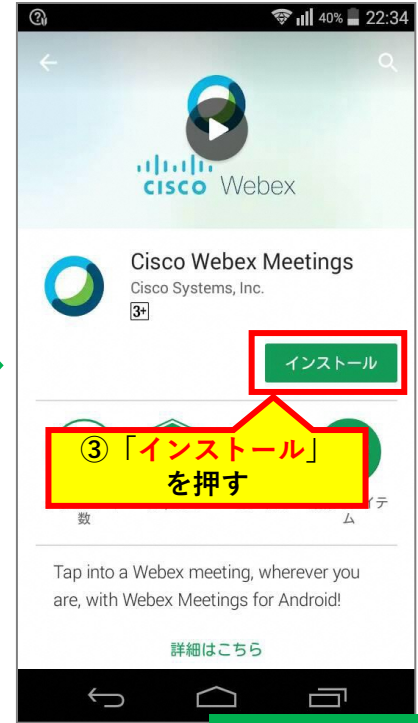 40% 22:34
CISCO Webex
Cisco Webex Meetings
Cisco Systems, Inc.
3+
インストール
③「インストール」
を押す
数
イテ
ム
Tap into a Webex meeting, wherever you
are, with Webex Meetings for Android!
詳細はこちら